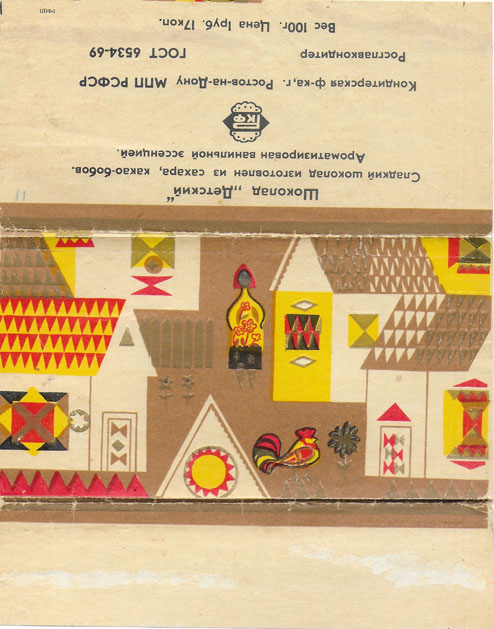 Шоколад „Детский“
Сладкий шоколад изготовлен из сахара, какао-бобов.
Ароматизирован ванильной эссенцией.
КФ
Кондитерская ф-ка, г. Ростов-на-Дону МПП РСФСР
Росглавкондитер ГОСТ 6534-69
Вес 100г. Цена 1руб. 17коп.